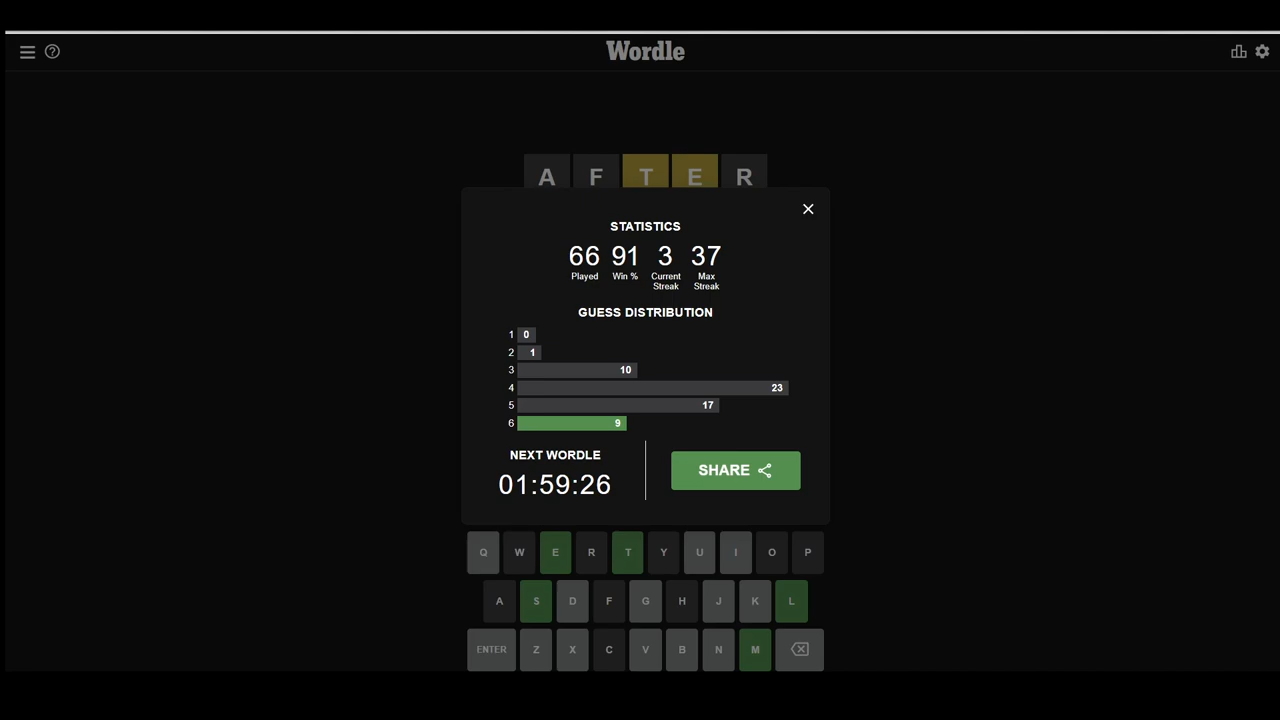 Wordle
A F T E R
STATISTICS
66 91 3 37
Played Win % Current Streak Max Streak
GUESS DISTRIBUTION
1 0
2 1
3 10
4 23
5 17
6 9
NEXT WORDLE
01:59:26
SHARE
Q W E R T Y U I O P
A S D F G H J K L
ENTER Z X C V B N M